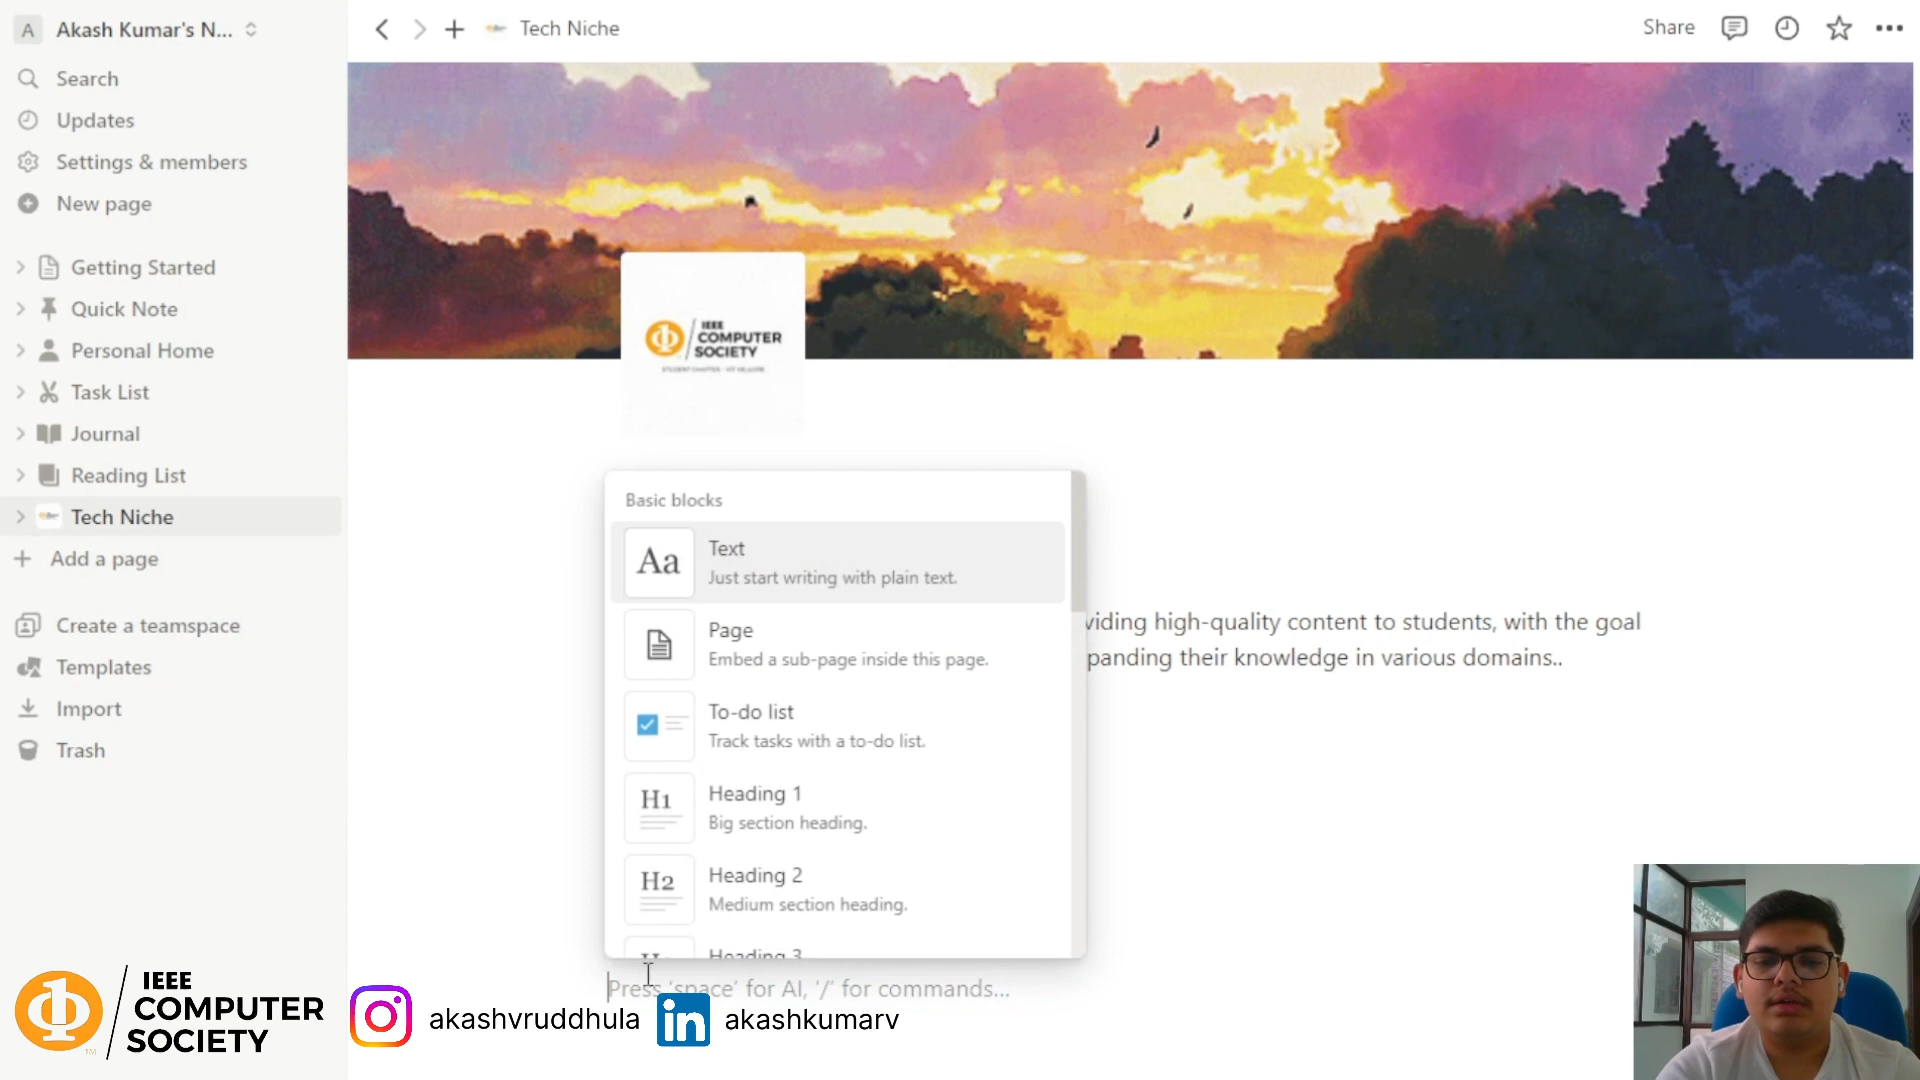 A Akash Kumar's N...
Search
Updates
Settings & members
New page
Getting Started
Quick Note
Personal Home
Task List
Journal
Reading List
Tech Niche
Add a page
Create a teamspace
Templates
Import
Trash
Tech Niche
Share
IEEE
COMPUTER
SOCIETY
Basic blocks
Aa Text
Just start writing with plain text.
Page
Embed a sub-page inside this page.
To-do list
Track tasks with a to-do list.
H1 Heading 1
Big section heading.
H2 Heading 2
Medium section heading.
Heading 3
viding high-quality content to students, with the goal
panding their knowledge in various domains..
Press 'space' for AI, '/' for commands...
IEEE
COMPUTER
SOCIETY
TM
akashvruddhula
in akashkumarv